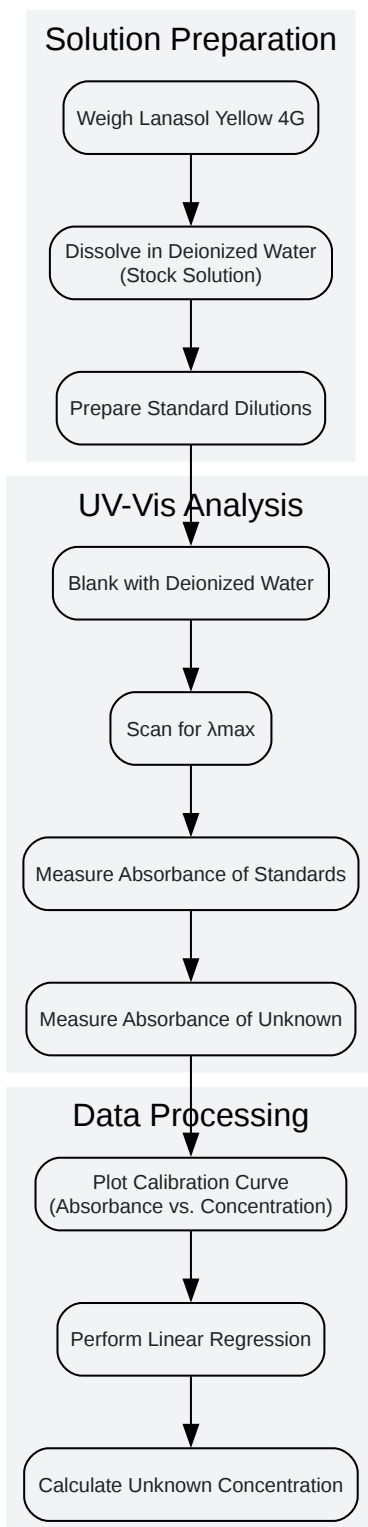 Solution Preparation
Weigh Lanasol Yellow 4G
Dissolve in Deionized Water
(Stock Solution)
Prepare Standard Dilutions
UV-Vis Analysis
Blank with Deionized Water
Scan for λmax
Measure Absorbance of Standards
Measure Absorbance of Unknown
Data Processing
Plot Calibration Curve
(Absorbance vs. Concentration)
Perform Linear Regression
Calculate Unknown Concentration